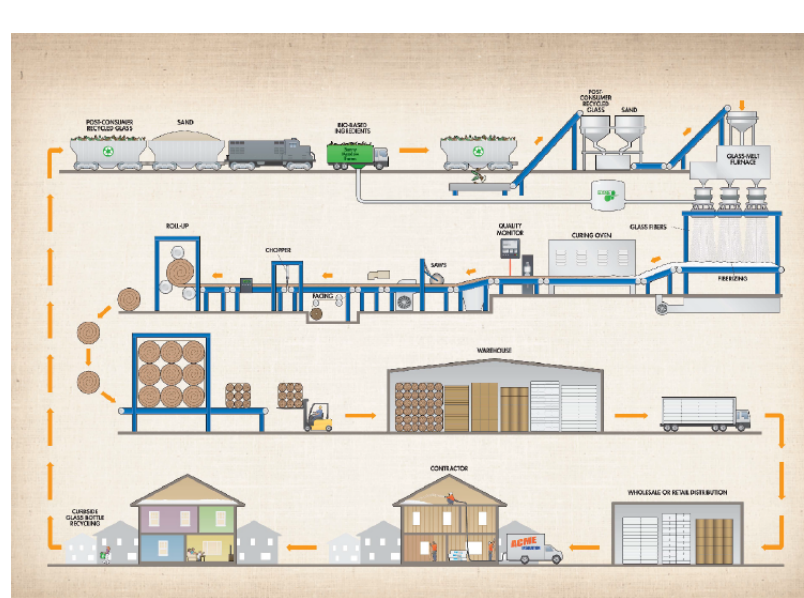 POST-CONSUMER
RECYCLED GLASS
SAND
BIO-BASED
INGREDIENTS
POST-
CONSUMER
RECYCLED
GLASS
SAND
GLASS-MELT
FURNACE
ROLL-UP
CHOPPER
FACING
SAWS
QUALITY
MONITOR
CURING OVEN
GLASS FIBERS
FIBERIZING
WAREHOUSE
CURBSIDE
GLASS BOTTLE
RECYCLING
CONTRACTOR
ACME
WHOLESALE OR RETAIL DISTRIBUTION